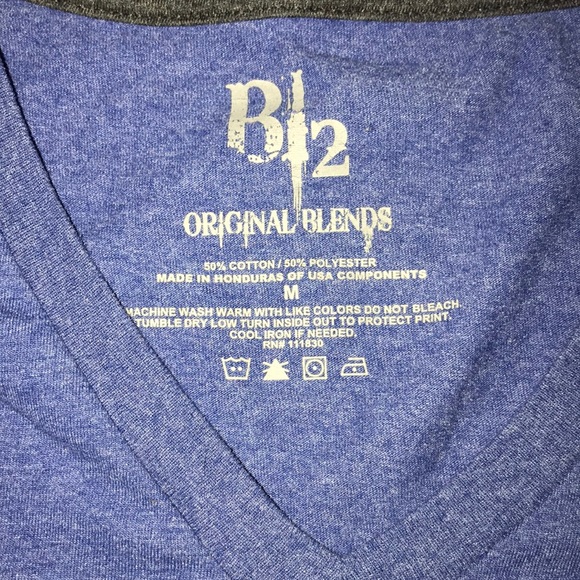 B12
ORIGINAL BLENDS
50% COTTON / 50% POLYESTER
MADE IN HONDURAS OF USA COMPONENTS
M
MACHINE WASH WARM WITH LIKE COLORS DO NOT BLEACH.
TUMBLE DRY LOW TURN INSIDE OUT TO PROTECT PRINT.
COOL IRON IF NEEDED.
RN# 111830